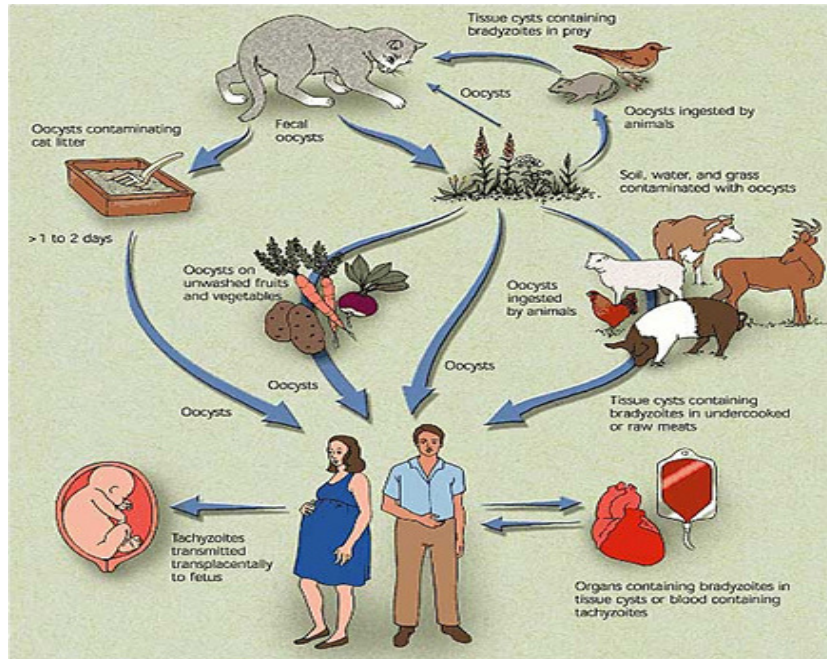 Tissue cysts containing
bradyzoites in prey
Oocysts
Oocysts ingested by
animals
Oocysts contaminating
cat litter
Fecal
oocysts
Soil, water, and grass
contaminated with oocysts
>1 to 2 days
Oocysts on
unwashed fruits
and vegetables
Oocysts
ingested
by animals
Oocysts
Oocysts
Oocysts
Tissue cysts containing
bradyzoites in undercooked
or raw meats
Tachyzoites
transmitted
transplacentally
to fetus
Organs containing bradyzoites in
tissue cysts or blood containing
tachyzoites